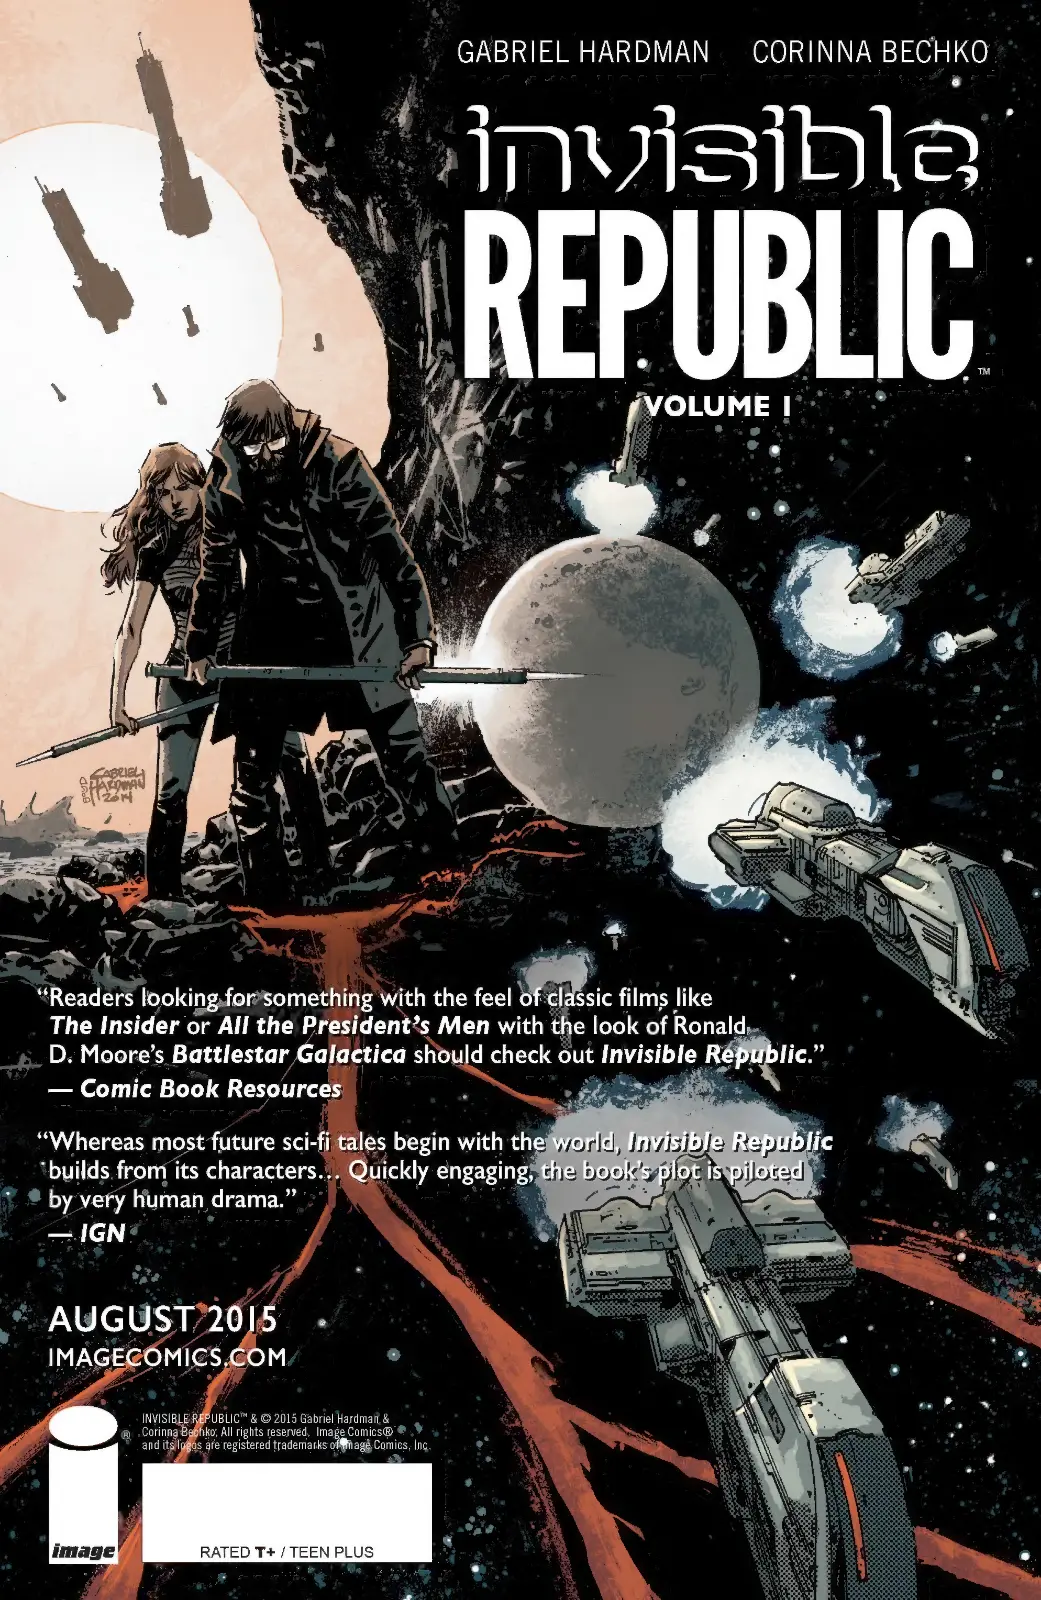 GABRIEL HARDMAN CORINNA BECHKO
invisible
REPUBLIC™
VOLUME 1
GABRIEL
HARDMAN
2014
“Readers looking for something with the feel of classic films like
The Insider or All the President’s Men with the look of Ronald
D. Moore’s Battlestar Galactica should check out Invisible Republic.”
— Comic Book Resources
“Whereas most future sci-fi tales begin with the world, Invisible Republic
builds from its characters… Quickly engaging, the book’s plot is piloted
by very human drama.”
— IGN
AUGUST 2015
IMAGECOMICS.COM
INVISIBLE REPUBLIC™ & © 2015 Gabriel Hardman &
Corinna Bechko. All rights reserved. Image Comics®
and its logos are registered trademarks of Image Comics, Inc.
®
image
RATED T+ / TEEN PLUS